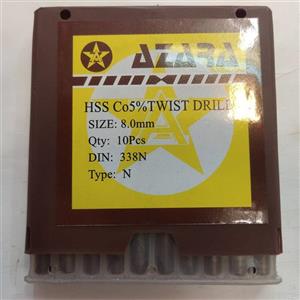 AZARA
HSS Co5%TWIST DRILL
SIZE: 8.0mm
Qty: 10Pcs
DIN: 338N
Type: N